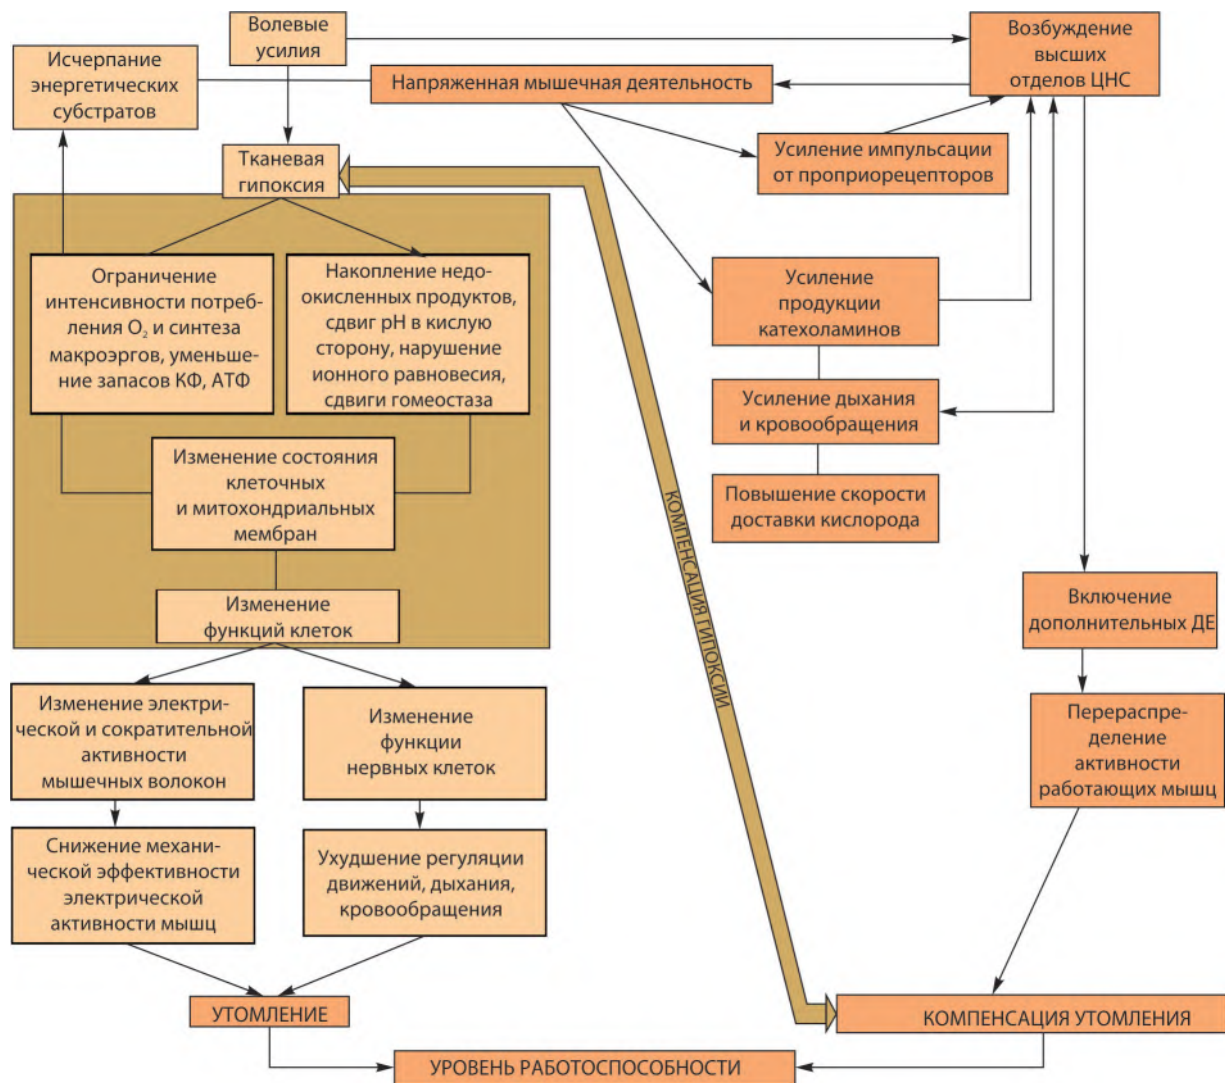 Волевые
усилия
Возбуждение
высших
отделов ЦНС
Исчерпание
энергетических
субстратов
Напряженная мышечная деятельность
Тканевая
гипоксия
Усиление импульсации
от проприорецепторов
Ограничение
интенсивности потреб-
ления O₂ и синтеза
макроэргов, уменьше-
ние запасов КФ, АТФ
Накопление недо-
окисленных продуктов,
сдвиг pH в кислую
сторону, нарушение
ионного равновесия,
сдвиги гомеостаза
Усиление
продукции
катехоламинов
Усиление дыхания
и кровообращения
Изменение состояния
клеточных
и митохондриальных
мембран
Повышение скорости
доставки кислорода
КОМПЕНСАЦИЯ ГИПОКСИИ
Изменение
функций клеток
Включение
дополнительных ДЕ
Изменение электри-
ческой и сократительной
активности
мышечных волокон
Изменение
функции
нервных клеток
Перераспре-
деление
активности
работающих мышц
Снижение механи-
ческой эффективности
электрической
активности мышц
Ухудшение регуляции
движений, дыхания,
кровообращения
УТОМЛЕНИЕ
КОМПЕНСАЦИЯ УТОМЛЕНИЯ
УРОВЕНЬ РАБОТОСПОСОБНОСТИ